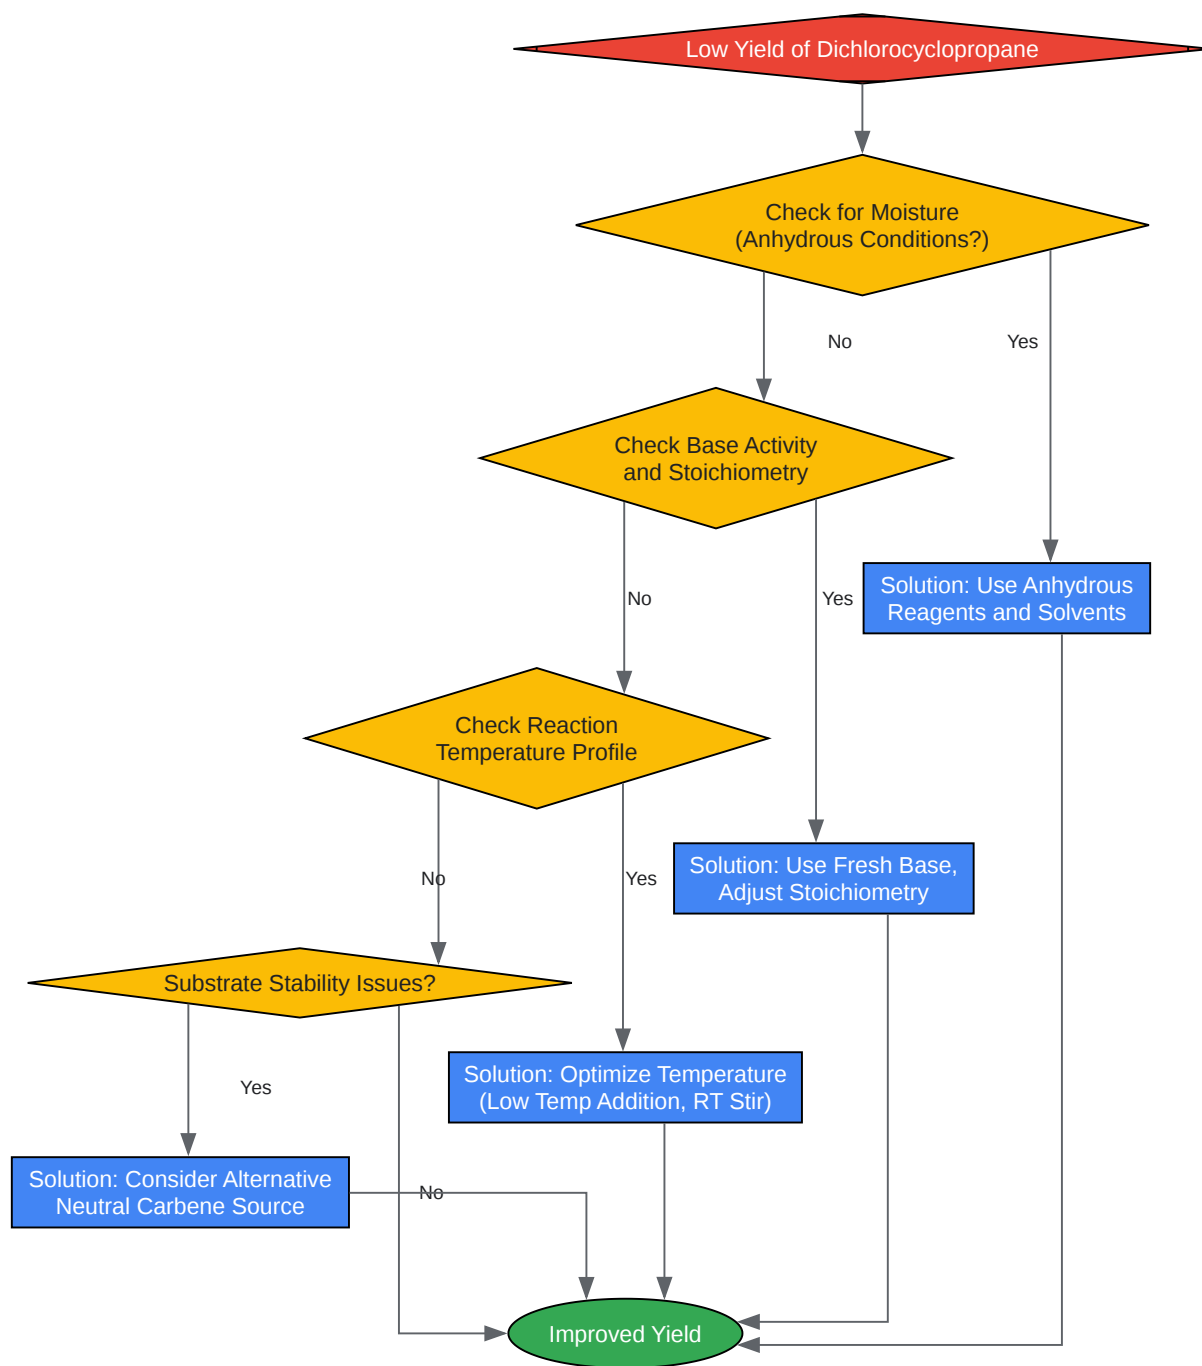 Low Yield of Dichlorocyclopropane
Check for Moisture
(Anhydrous Conditions?)
No
Yes
Check Base Activity
and Stoichiometry
Solution: Use Anhydrous
Reagents and Solvents
No
Yes
Check Reaction
Temperature Profile
Solution: Use Fresh Base,
Adjust Stoichiometry
No
Yes
Substrate Stability Issues?
Solution: Optimize Temperature
(Low Temp Addition, RT Stir)
Yes
Solution: Consider Alternative
Neutral Carbene Source
No
Improved Yield